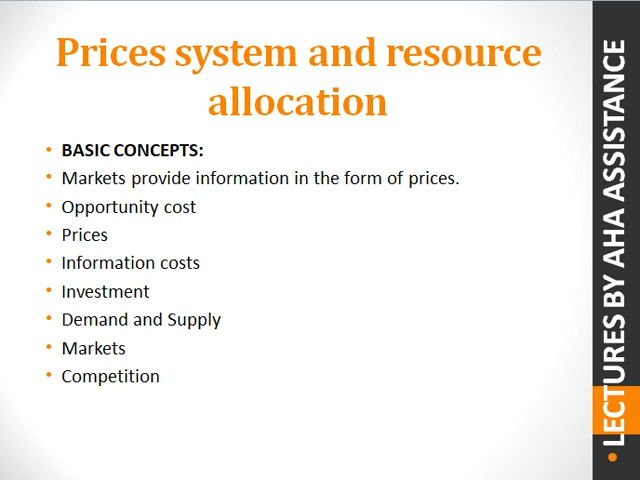 Prices system and resource
allocation
• BASIC CONCEPTS:
• Markets provide information in the form of prices.
• Opportunity cost
• Prices
• Information costs
• Investment
• Demand and Supply
• Markets
• Competition
• LECTURES BY AHA ASSISTANCE